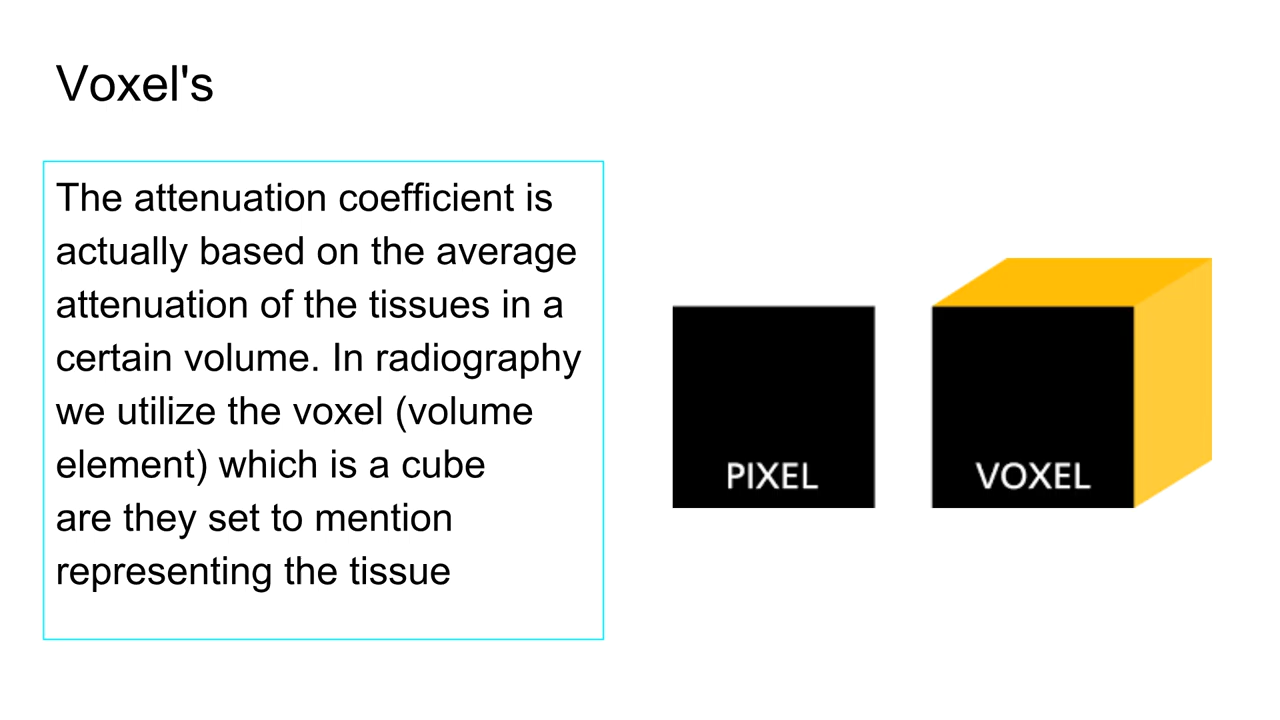 Voxel's
The attenuation coefficient is
actually based on the average
attenuation of the tissues in a
certain volume. In radiography
we utilize the voxel (volume
element) which is a cube
are they set to mention
representing the tissue
PIXEL
VOXEL